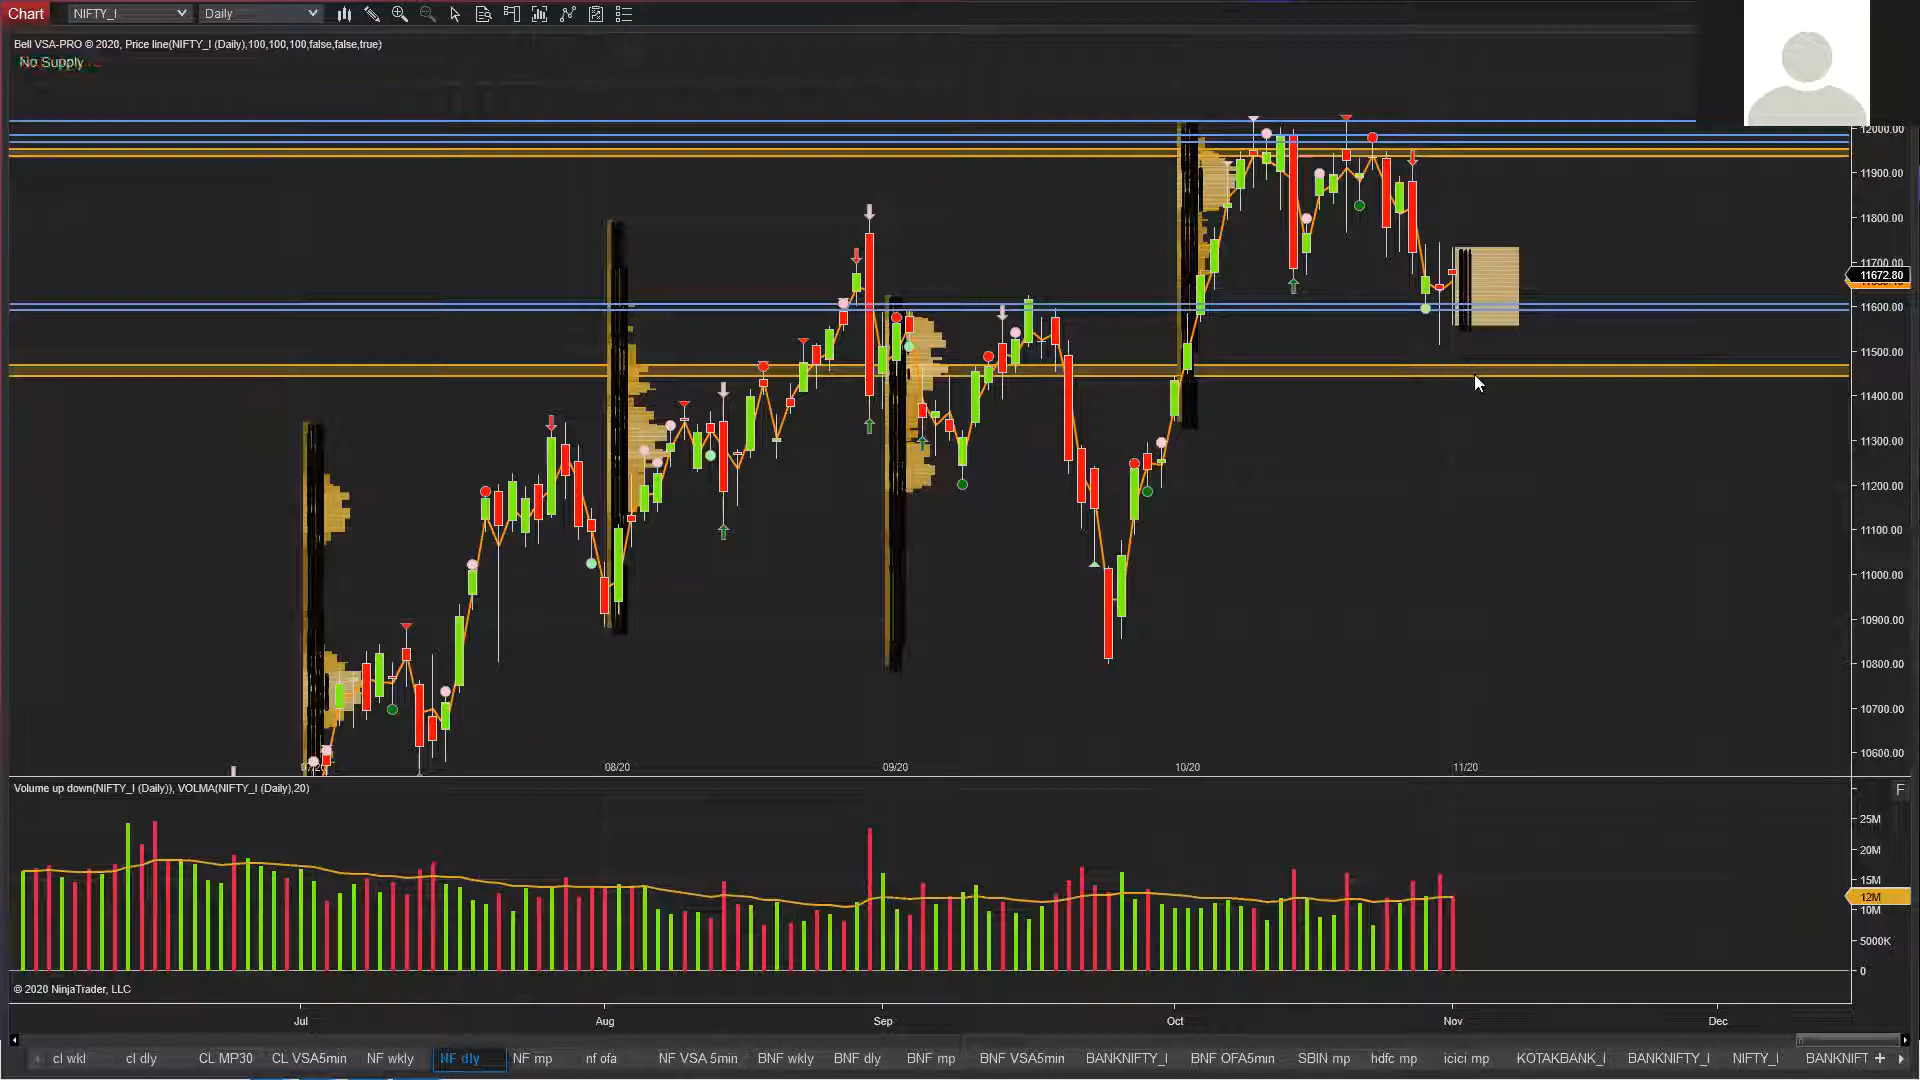 Chart NIFTY_I Daily
Bell VSA-PRO © 2020, Price line(NIFTY_I (Daily),100,100,100,false,false,true)
No Supply
12000.00
11900.00
11800.00
11700.00
11672.80
11600.00
11500.00
11400.00
11300.00
11200.00
11100.00
11000.00
10900.00
10800.00
10700.00
10600.00
08/20 09/20 10/20 11/20
Volume up down(NIFTY_I (Daily)), VOLMA(NIFTY_I (Daily),20)
F
25M
20M
15M
12M
10M
5000K
0
© 2020 NinjaTrader, LLC
Jul Aug Sep Oct Nov Dec
CL wkl cl dly CL MP30 CL VSA5min NF wkly NF dly NF mp nf ofa NF VSA 5min BNF wkly BNF dly BNF mp BNF VSA5min BANKNIFTY_I BNF OFA5min SBIN mp hdfc mp icici mp KOTAKBANK_I BANKNIFTY_I NIFTY_I BANKNIFT +